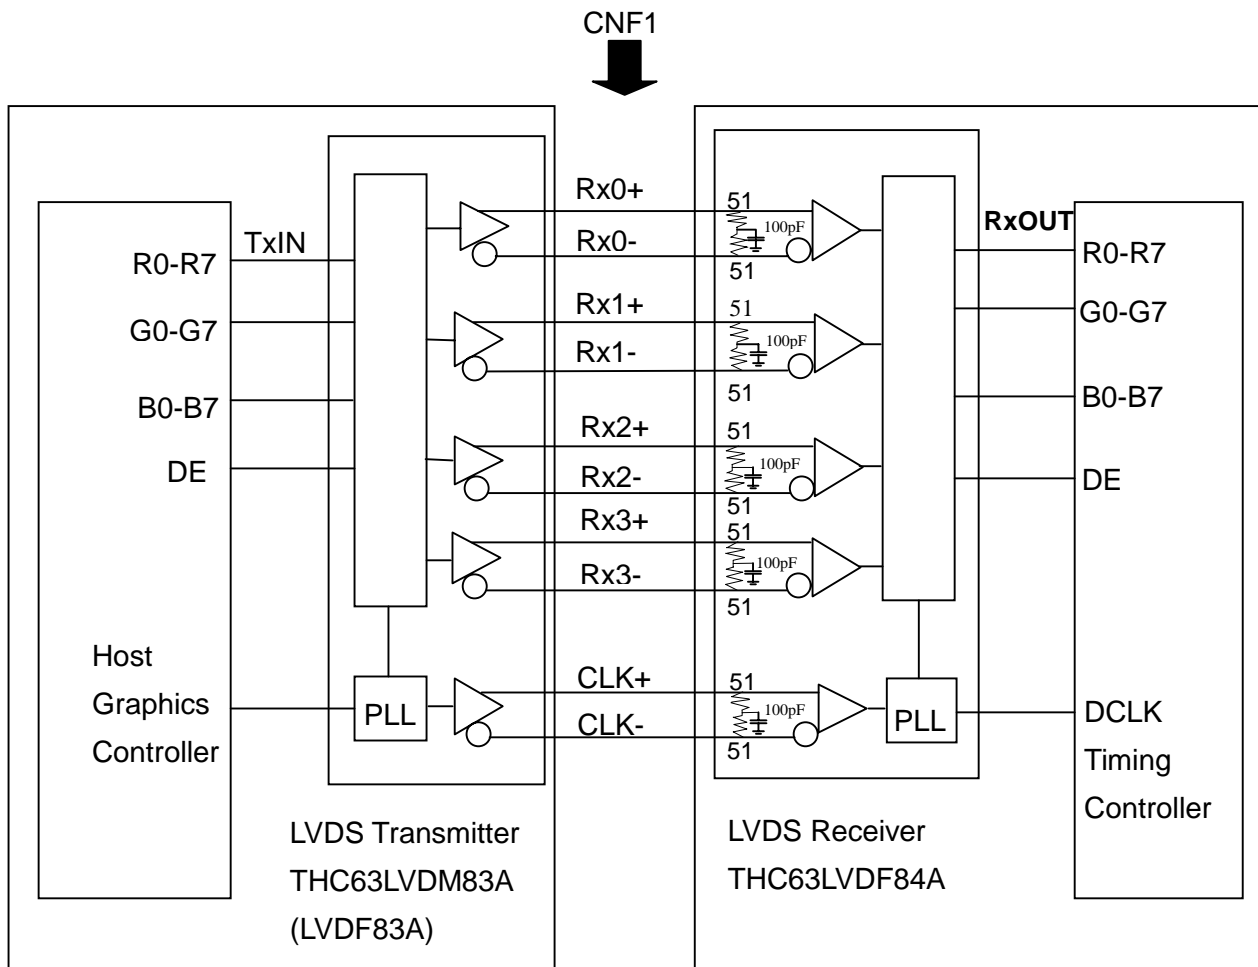 CNF1
TxIN
R0-R7
G0-G7
B0-B7
DE
Host
Graphics
Controller
PLL
LVDS Transmitter
THC63LVDM83A
(LVDF83A)
Rx0+
Rx0-
Rx1+
Rx1-
Rx2+
Rx2-
Rx3+
Rx3-
CLK+
CLK-
51
100pF
51
51
100pF
51
51
100pF
51
51
100pF
51
51
100pF
51
PLL
LVDS Receiver
THC63LVDF84A
RxOUT
R0-R7
G0-G7
B0-B7
DE
DCLK
Timing
Controller